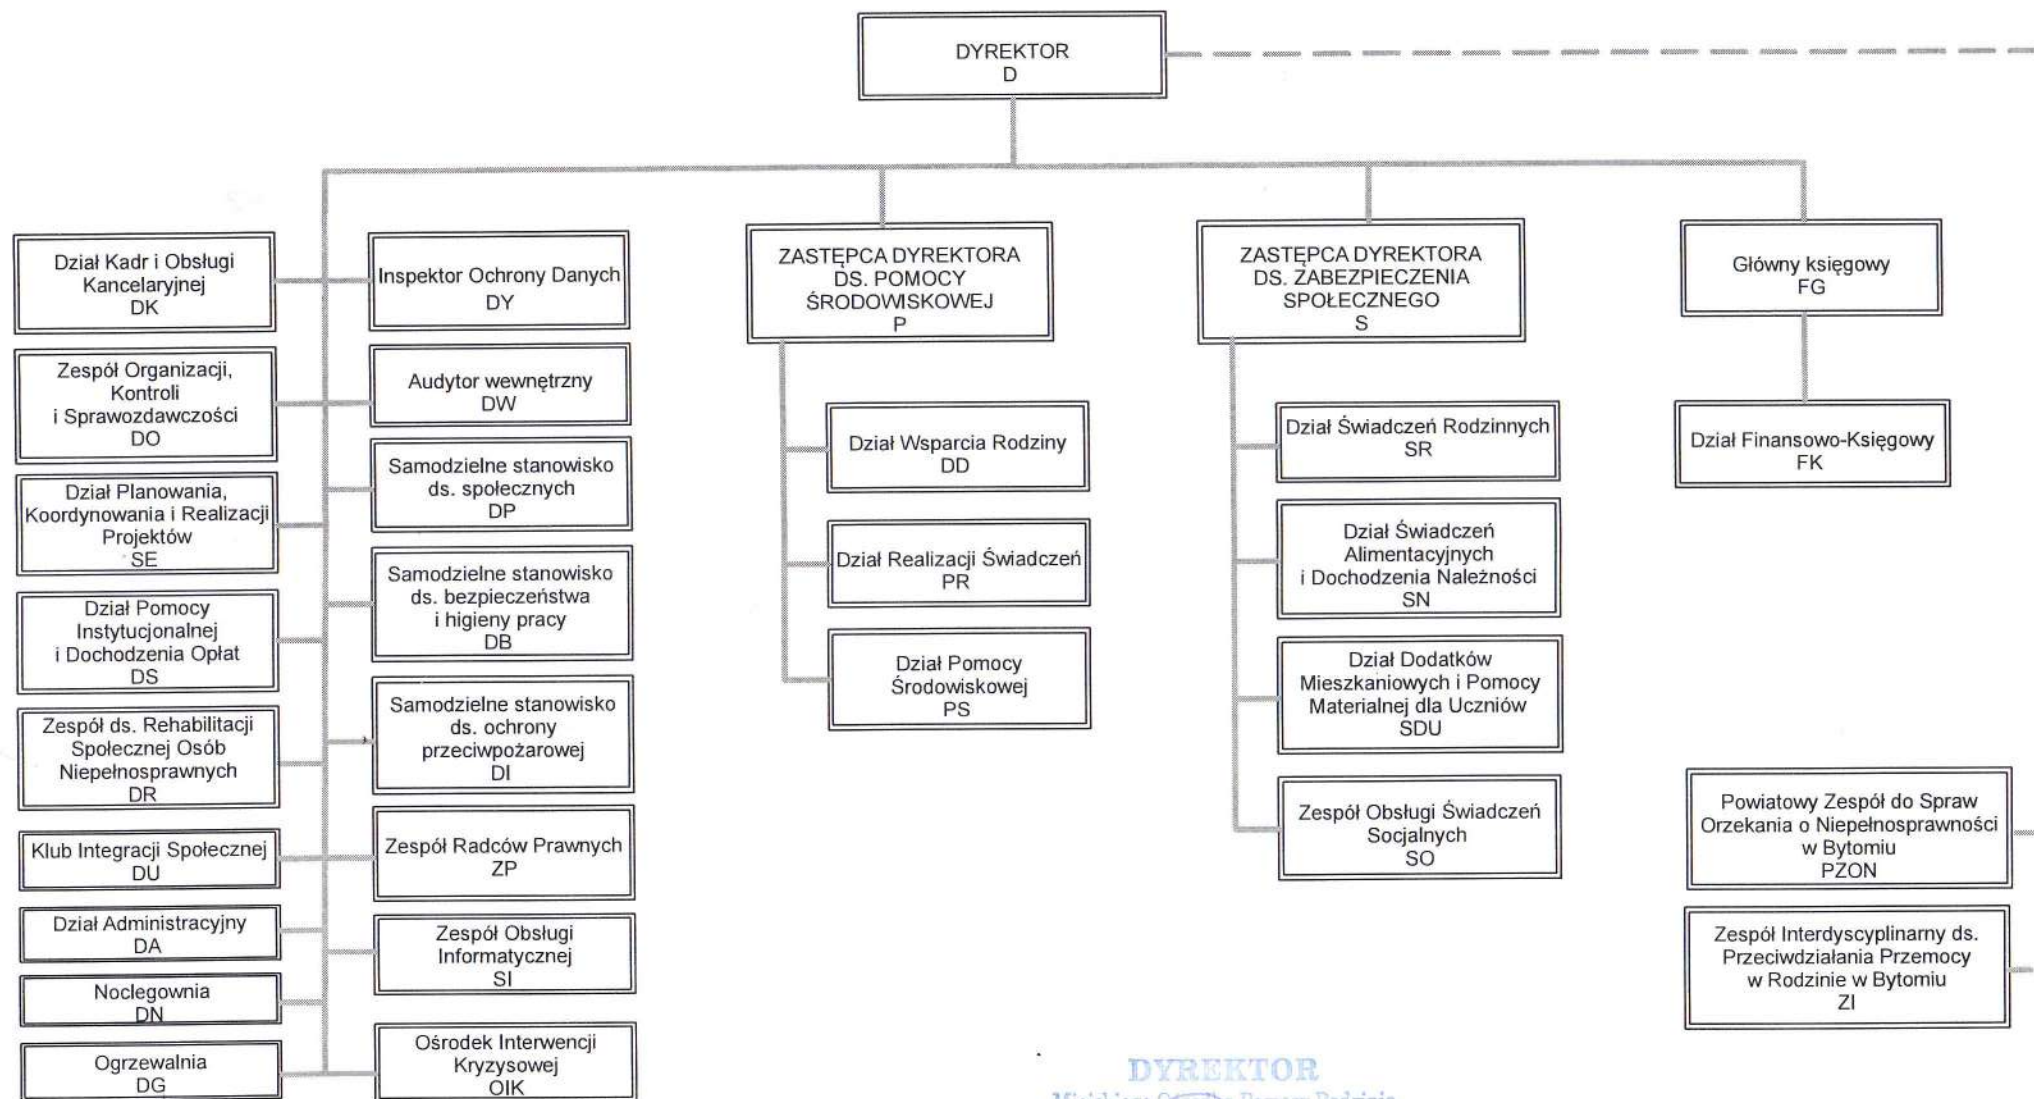 DYREKTOR
D
Dział Kadr i Obsługi
Kancelaryjnej
DK
Zespół Organizacji,
Kontroli
i Sprawozdawczości
DO
Dział Planowania,
Koordynowania i Realizacji
Projektów
SE
Dział Pomocy
Instytucjonalnej
i Dochodzenia Opłat
DS
Zespół ds. Rehabilitacji
Społecznej Osób
Niepełnosprawnych
DR
Klub Integracji Społecznej
DU
Dział Administracyjny
DA
Noclegownia
DN
Ogrzewalnia
DG
Inspektor Ochrony Danych
DY
Audytor wewnętrzny
DW
Samodzielne stanowisko
ds. społecznych
DP
Samodzielne stanowisko
ds. bezpieczeństwa
i higieny pracy
DB
Samodzielne stanowisko
ds. ochrony
przeciwpożarowej
DI
Zespół Radców Prawnych
ZP
Zespół Obsługi
Informatycznej
SI
Ośrodek Interwencji
Kryzysowej
OIK
ZASTĘPCA DYREKTORA
DS. POMOCY
ŚRODOWISKOWEJ
P
Dział Wsparcia Rodziny
DD
Dział Realizacji Świadczeń
PR
Dział Pomocy
Środowiskowej
PS
ZASTĘPCA DYREKTORA
DS. ZABEZPIECZENIA
SPOŁECZNEGO
S
Dział Świadczeń Rodzinnych
SR
Dział Świadczeń
Alimentacyjnych
i Dochodzenia Należności
SN
Dział Dodatków
Mieszkaniowych i Pomocy
Materialnej dla Uczniów
SDU
Zespół Obsługi Świadczeń
Socjalnych
SO
Główny księgowy
FG
Dział Finansowo-Księgowy
FK
Powiatowy Zespół do Spraw
Orzekania o Niepełnosprawności
w Bytomiu
PZON
Zespół Interdyscyplinarny ds.
Przeciwdziałania Przemocy
w Rodzinie w Bytomiu
ZI
DYREKTOR